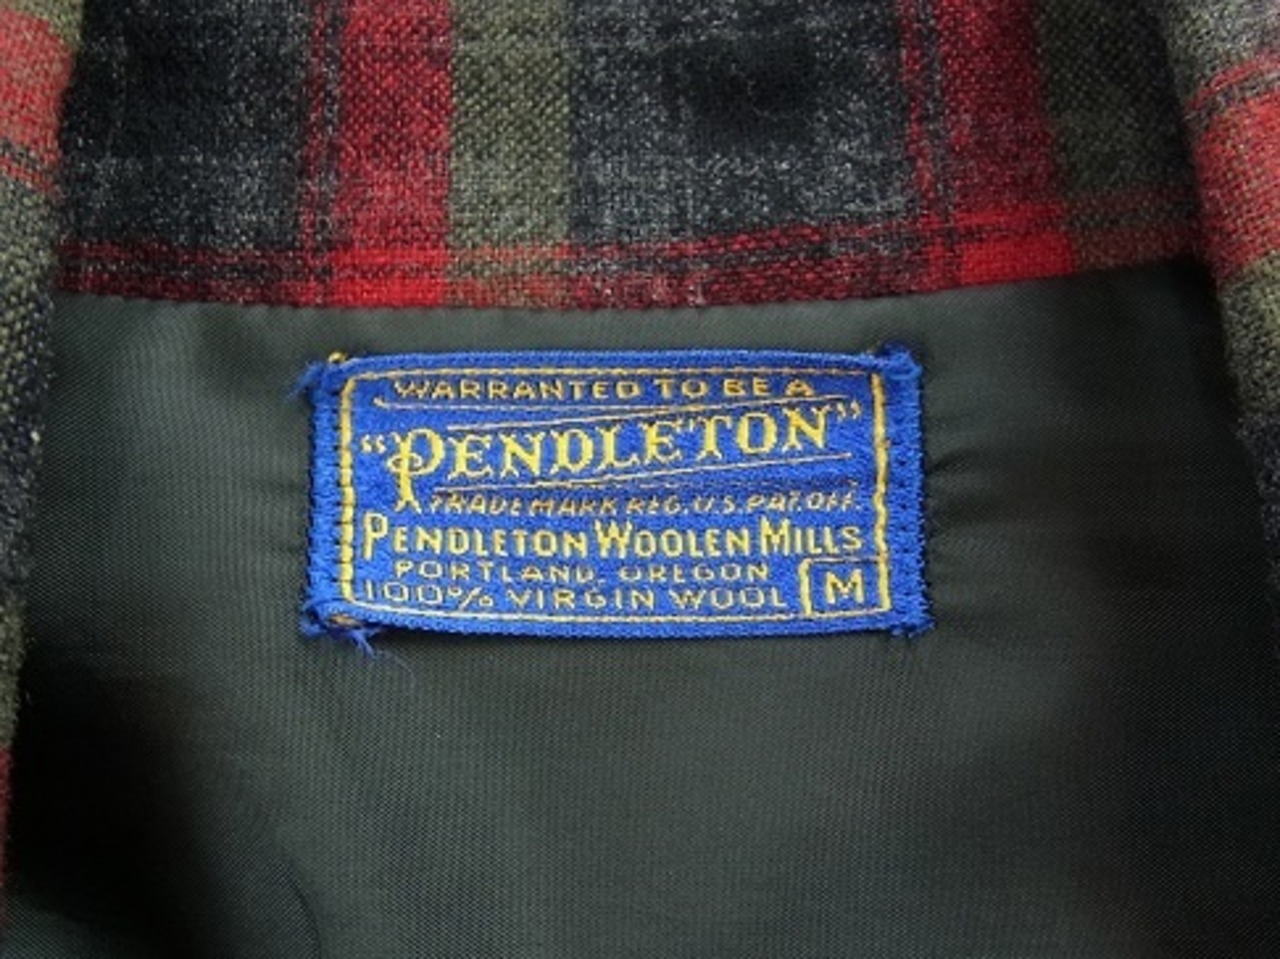 WARRANTED TO BE A
"PENDLETON"
TRADE MARK REG. U.S. PAT. OFF.
PENDLETON WOOLEN MILLS
PORTLAND, OREGON
100% VIRGIN WOOL M